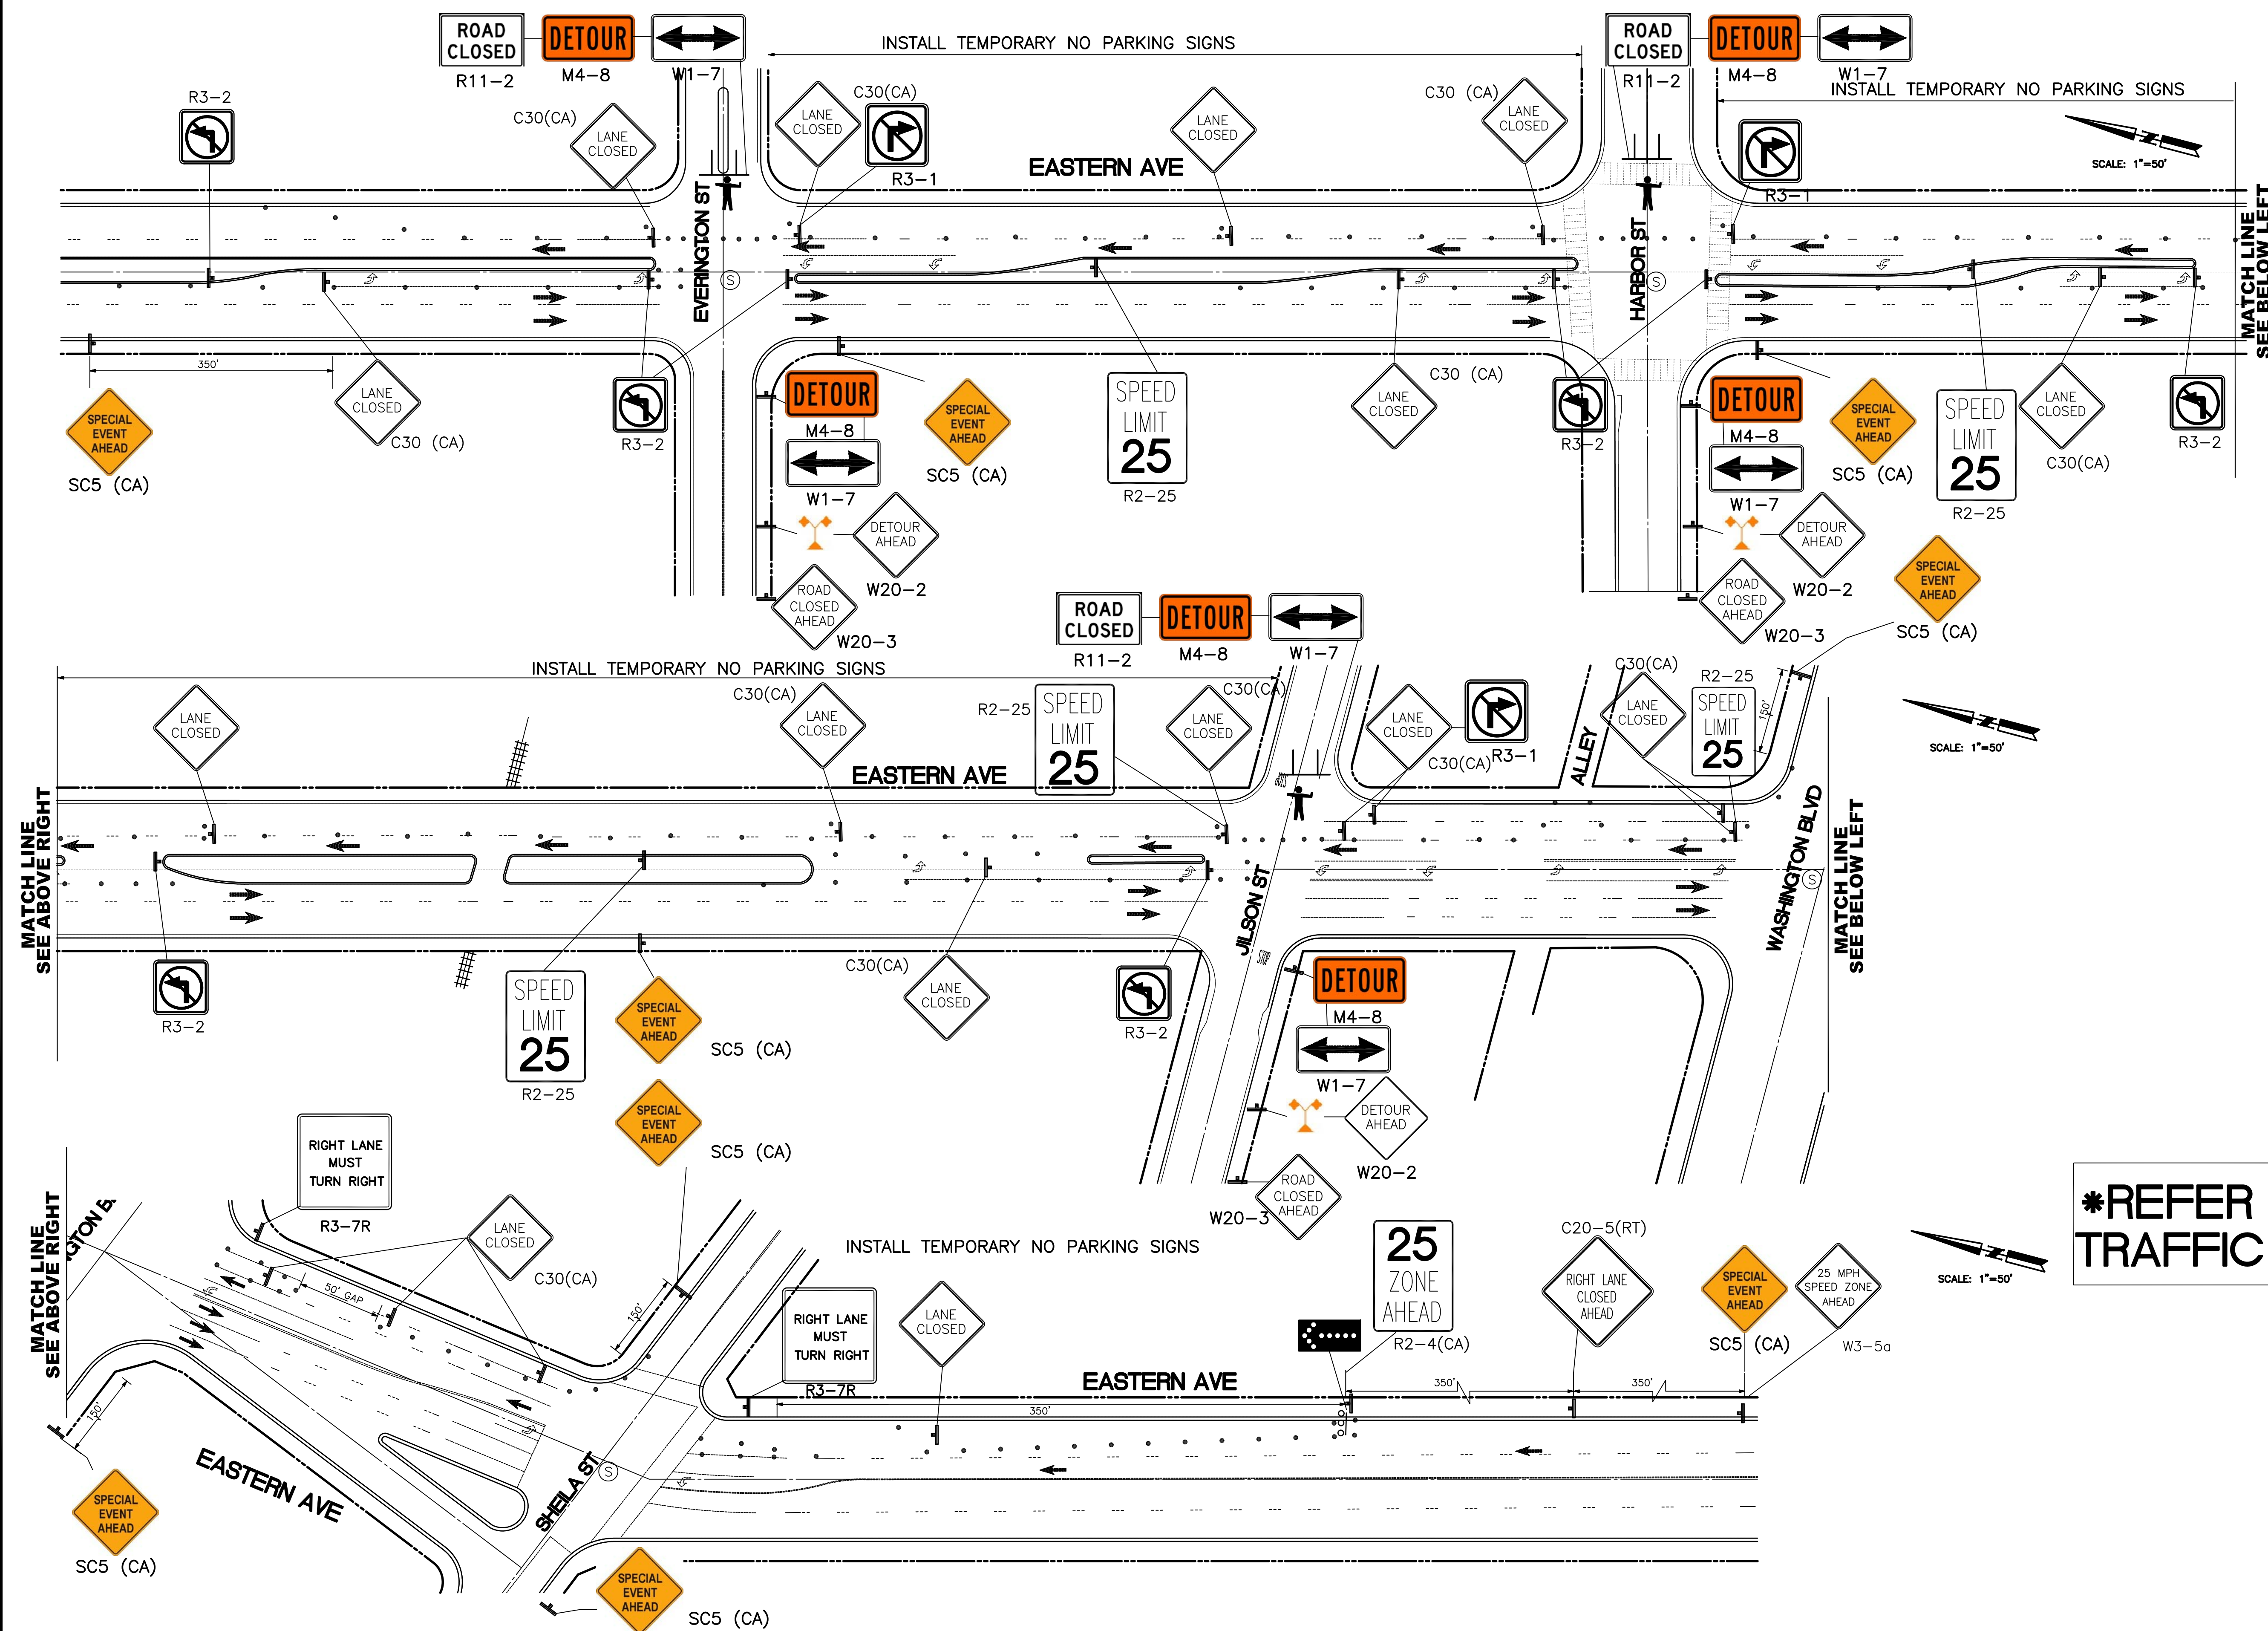 ROAD
CLOSED
R11-2
DETOUR
M4-8
W1-7
INSTALL TEMPORARY NO PARKING SIGNS
ROAD
CLOSED
R11-2
DETOUR
M4-8
W1-7
INSTALL TEMPORARY NO PARKING SIGNS
R3-2
C30(CA)
LANE
CLOSED
LANE
CLOSED
C30(CA)
R3-1
EASTERN AVE
LANE
CLOSED
C30 (CA)
LANE
CLOSED
R3-1
SCALE: 1"=50'
EVERINGTON ST
S
HARBOR ST
S
MATCH LINE
SEE BELOW LEFT
350'
SPECIAL
EVENT
AHEAD
SC5 (CA)
LANE
CLOSED
C30 (CA)
R3-2
DETOUR
M4-8
W1-7
SPECIAL
EVENT
AHEAD
SC5 (CA)
SPEED
LIMIT
25
R2-25
LANE
CLOSED
C30 (CA)
R3-2
DETOUR
M4-8
W1-7
SPECIAL
EVENT
AHEAD
SC5 (CA)
SPEED
LIMIT
25
R2-25
LANE
CLOSED
C30(CA)
R3-2
DETOUR
AHEAD
W20-2
ROAD
CLOSED
AHEAD
W20-3
DETOUR
AHEAD
W20-2
ROAD
CLOSED
AHEAD
W20-3
SPECIAL
EVENT
AHEAD
SC5 (CA)
INSTALL TEMPORARY NO PARKING SIGNS
ROAD
CLOSED
R11-2
DETOUR
M4-8
W1-7
LANE
CLOSED
C30(CA)
LANE
CLOSED
EASTERN AVE
R2-25
SPEED
LIMIT
25
C30(CA)
LANE
CLOSED
LANE
CLOSED
C30(CA)
R3-1
ALLEY
C30(CA)
LANE
CLOSED
R2-25
SPEED
LIMIT
25
150'
SCALE: 1"=50'
MATCH LINE
SEE ABOVE RIGHT
JILSON ST
STOP
STOP
WASHINGTON BLVD
S
MATCH LINE
SEE BELOW LEFT
R3-2
SPEED
LIMIT
25
R2-25
SPECIAL
EVENT
AHEAD
SC5 (CA)
C30(CA)
LANE
CLOSED
R3-2
DETOUR
M4-8
W1-7
DETOUR
AHEAD
W20-2
ROAD
CLOSED
AHEAD
W20-3
SPECIAL
EVENT
AHEAD
SC5 (CA)
MATCH LINE
SEE ABOVE RIGHT
NGTON B
RIGHT LANE
MUST
TURN RIGHT
R3-7R
LANE
CLOSED
C30(CA)
50' GAP
150'
150'
EASTERN AVE
SPECIAL
EVENT
AHEAD
SC5 (CA)
SHEILA ST
S
SPECIAL
EVENT
AHEAD
SC5 (CA)
INSTALL TEMPORARY NO PARKING SIGNS
RIGHT LANE
MUST
TURN RIGHT
R3-7R
LANE
CLOSED
EASTERN AVE
350'
25
ZONE
AHEAD
R2-4(CA)
350'
C20-5(RT)
RIGHT LANE
CLOSED
AHEAD
350'
SPECIAL
EVENT
AHEAD
SC5 (CA)
25 MPH
SPEED ZONE
AHEAD
W3-5a
SCALE: 1"=50'
*REFER
TRAFFIC